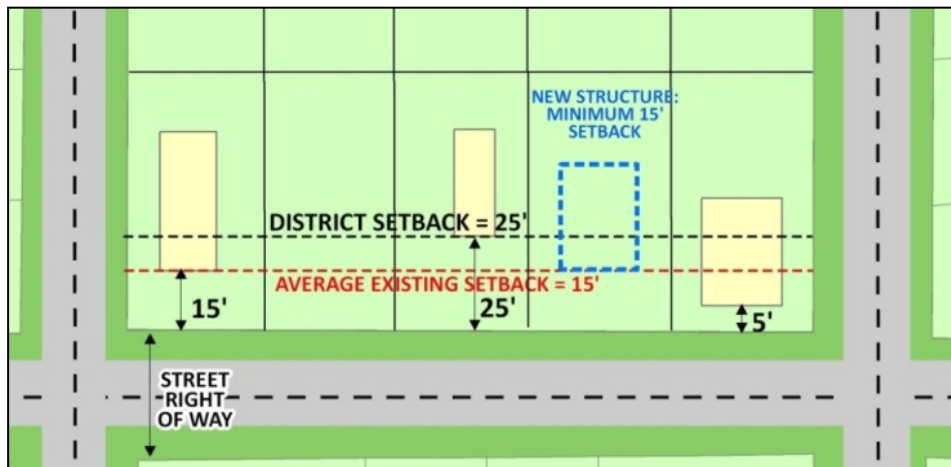 NEW STRUCTURE:
MINIMUM 15'
SETBACK
DISTRICT SETBACK = 25'
AVERAGE EXISTING SETBACK = 15'
15'
25'
5'
STREET
RIGHT
OF WAY